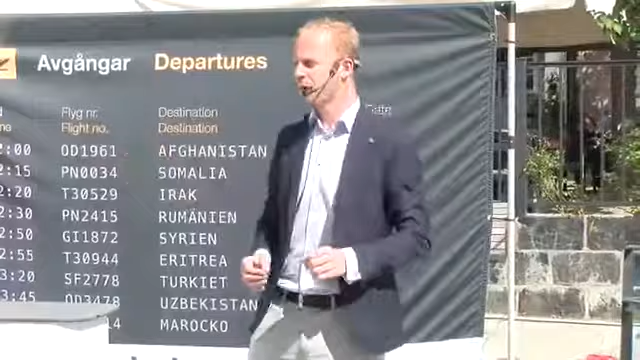 Avgångar Departures
Flyg nr. Destination
Flight no. Destination
2:00 OD1961 AFGHANISTAN
2:15 PN0034 SOMALIA
2:20 T30529 IRAK
2:30 PN2415 RUMÄNIEN
2:50 GI1872 SYRIEN
2:55 T30944 ERITREA
3:20 SF2778 TURKIET
3:45 OD3478 UZBEKISTAN
MAROCKO